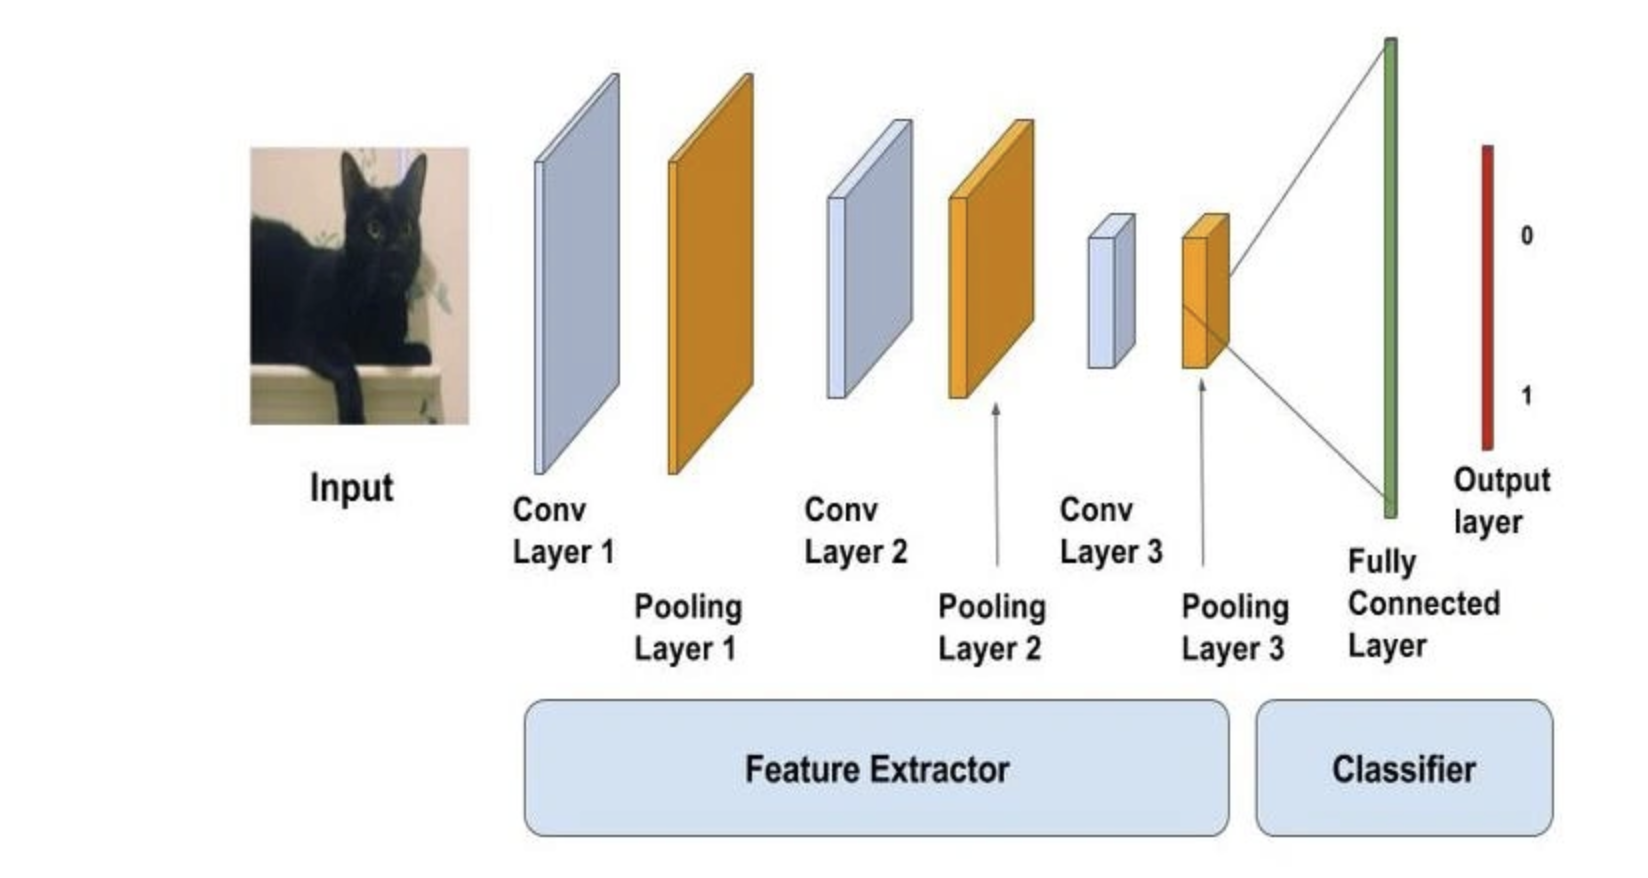 0
1
Input
Output
layer
Conv
Layer 1
Conv
Layer 2
Conv
Layer 3
Fully
Connected
Layer
Pooling
Layer 1
Pooling
Layer 2
Pooling
Layer 3
Feature Extractor
Classifier